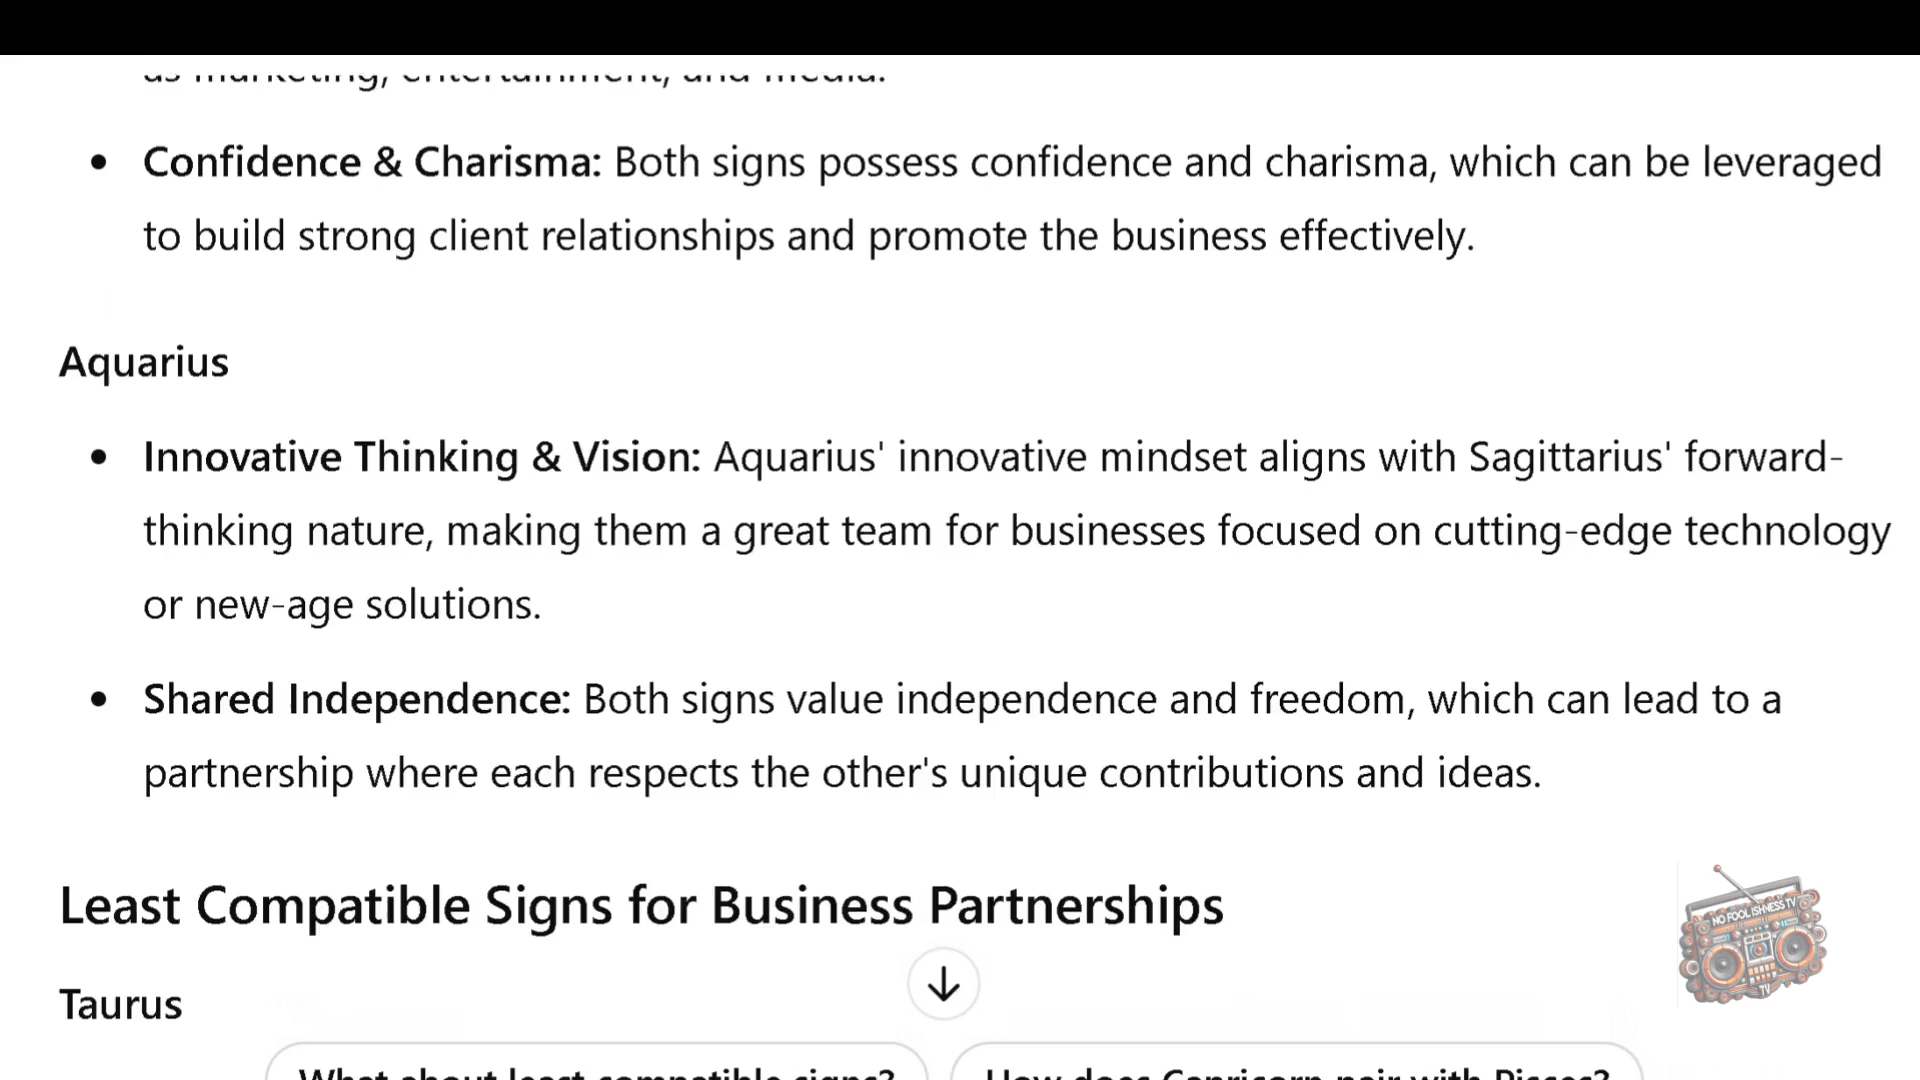 as marketing, entertainment, and media.
• Confidence & Charisma: Both signs possess confidence and charisma, which can be leveraged
to build strong client relationships and promote the business effectively.
Aquarius
• Innovative Thinking & Vision: Aquarius' innovative mindset aligns with Sagittarius' forward-
thinking nature, making them a great team for businesses focused on cutting-edge technology
or new-age solutions.
• Shared Independence: Both signs value independence and freedom, which can lead to a
partnership where each respects the other's unique contributions and ideas.
Least Compatible Signs for Business Partnerships
NO FOOLISHNESS TV
TV
Taurus
What about least compatible signs?
How does Capricorn pair with Pisces?